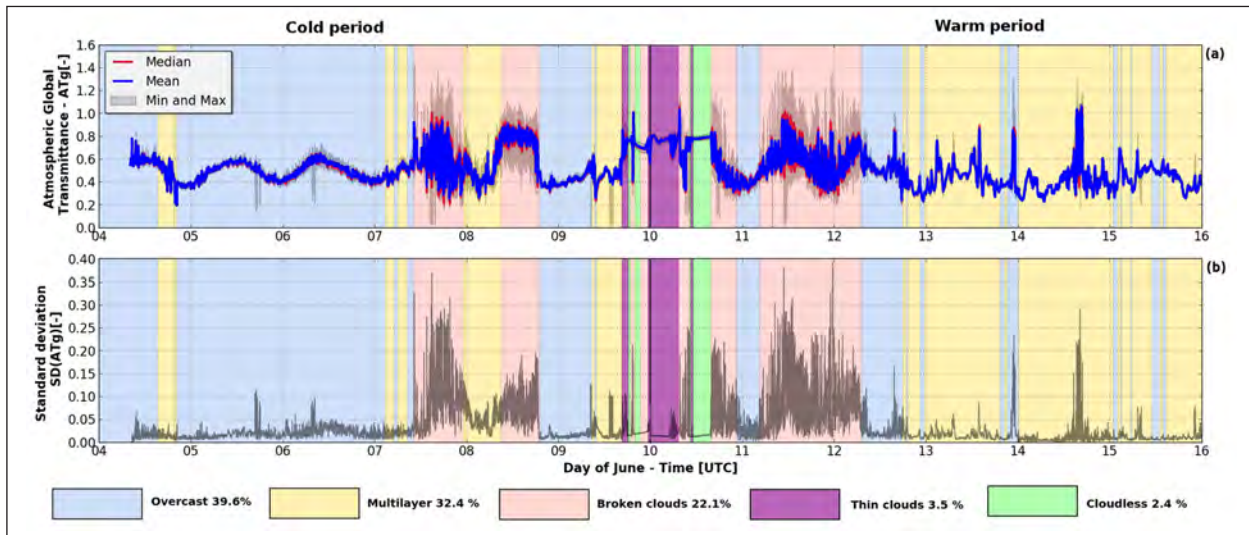 Cold period Warm period
(a)
Atmospheric Global
Transmittance - ATg[-]
1.6
1.4
1.2
1.0
0.8
0.6
0.4
0.2
0.0
Median
Mean
Min and Max
04 05 06 07 08 09 10 11 12 13 14 15 16
(b)
Standard deviation
SD(ATg)[-]
0.40
0.35
0.30
0.25
0.20
0.15
0.10
0.05
0.00
04 05 06 07 08 09 10 11 12 13 14 15 16
Day of June - Time [UTC]
Overcast 39.6% Multilayer 32.4 % Broken clouds 22.1% Thin clouds 3.5 % Cloudless 2.4 %